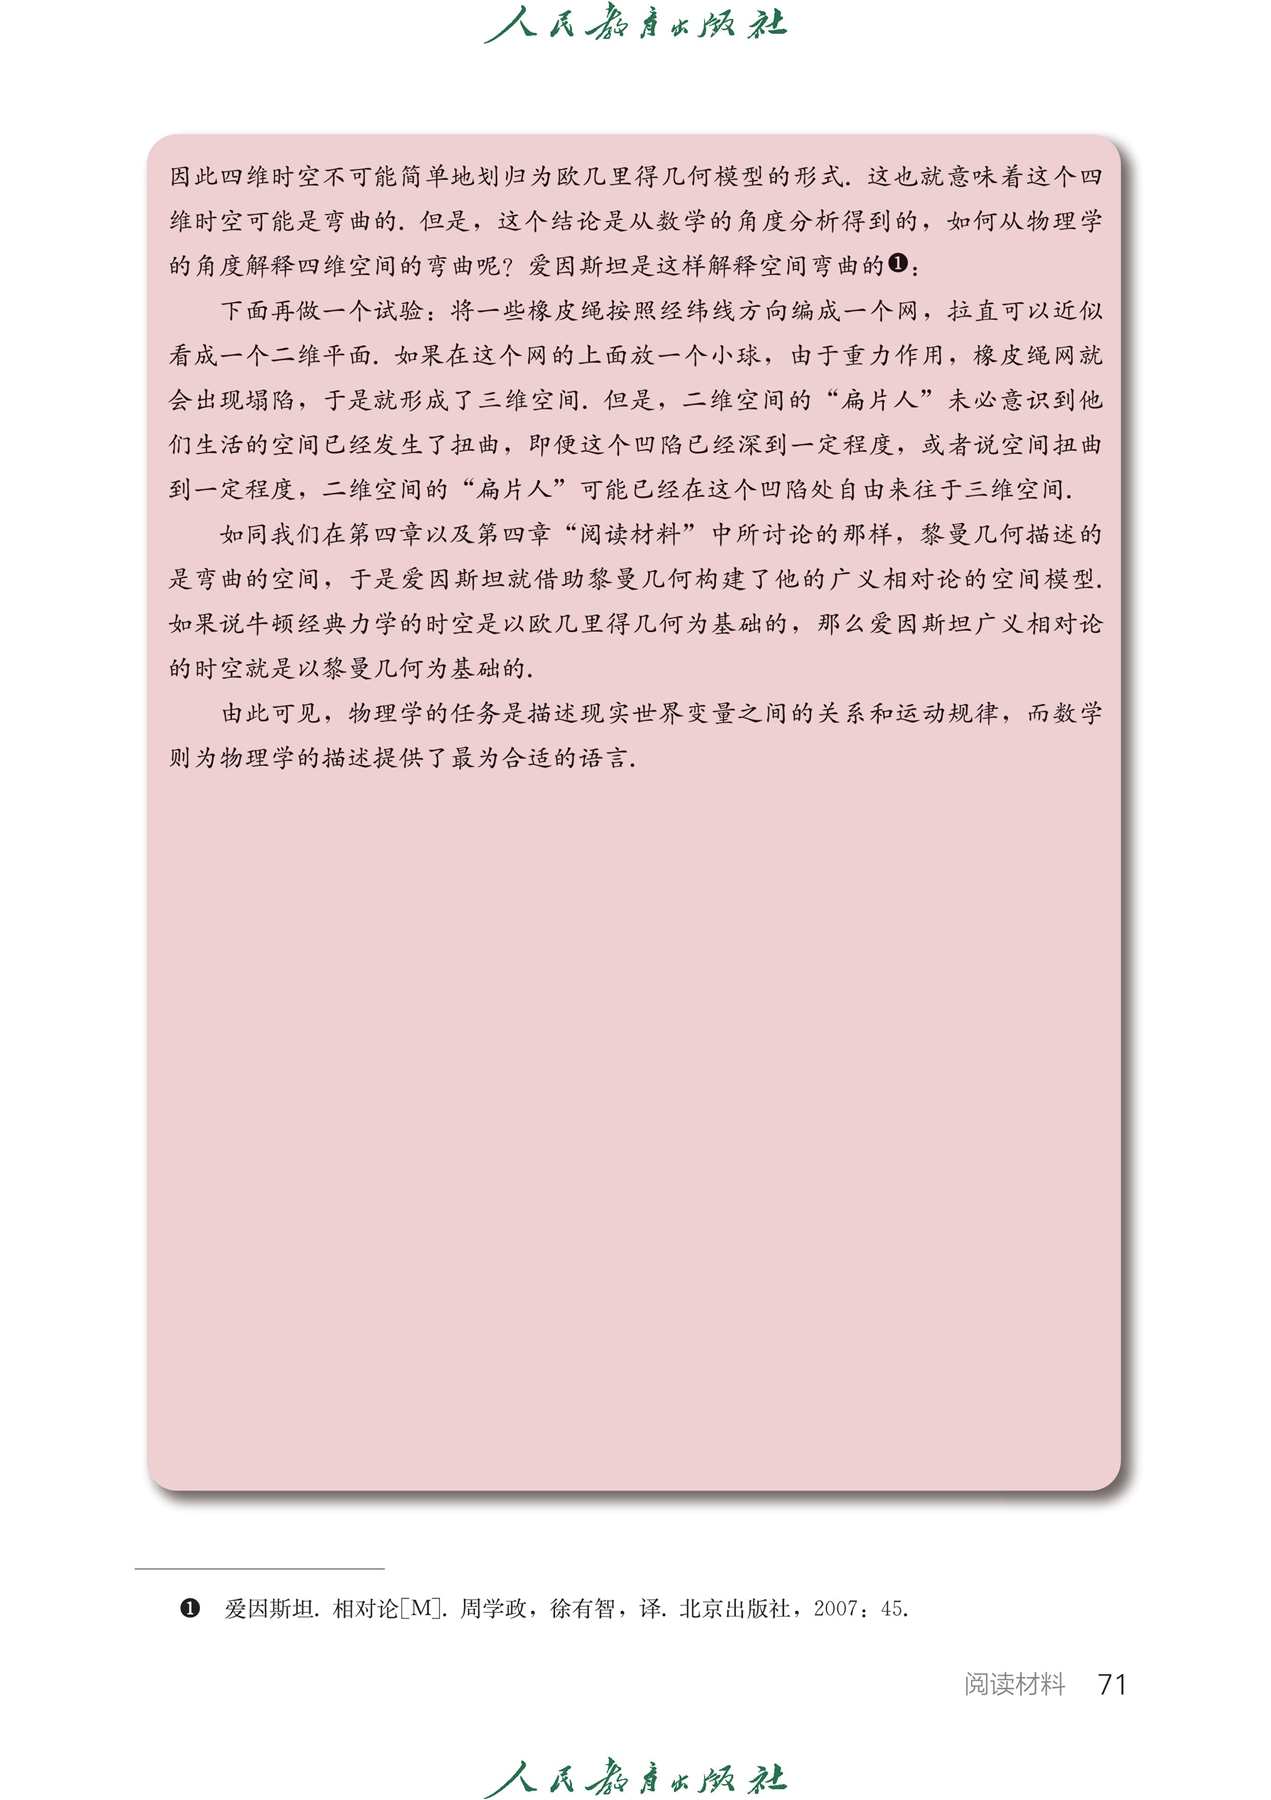 人民教育出版社
因此四维时空不可能简单地划归为欧几里得几何模型的形式. 这也就意味着这个四
维时空可能是弯曲的. 但是，这个结论是从数学的角度分析得到的，如何从物理学
的角度解释四维空间的弯曲呢？爱因斯坦是这样解释空间弯曲的❶：
下面再做一个试验：将一些橡皮绳按照经纬线方向编成一个网，拉直可以近似
看成一个二维平面. 如果在这个网的上面放一个小球，由于重力作用，橡皮绳网就
会出现塌陷，于是就形成了三维空间. 但是，二维空间的“扁片人”未必意识到他
们生活的空间已经发生了扭曲，即便这个凹陷已经深到一定程度，或者说空间扭曲
到一定程度，二维空间的“扁片人”可能已经在这个凹陷处自由来往于三维空间.
如同我们在第四章以及第四章“阅读材料”中所讨论的那样，黎曼几何描述的
是弯曲的空间，于是爱因斯坦就借助黎曼几何构建了他的广义相对论的空间模型.
如果说牛顿经典力学的时空是以欧几里得几何为基础的，那么爱因斯坦广义相对论
的时空就是以黎曼几何为基础的.
由此可见，物理学的任务是描述现实世界变量之间的关系和运动规律，而数学
则为物理学的描述提供了最为合适的语言.
❶ 爱因斯坦. 相对论[M]. 周学政，徐有智，译. 北京出版社，2007：45.
阅读材料 71
人民教育出版社